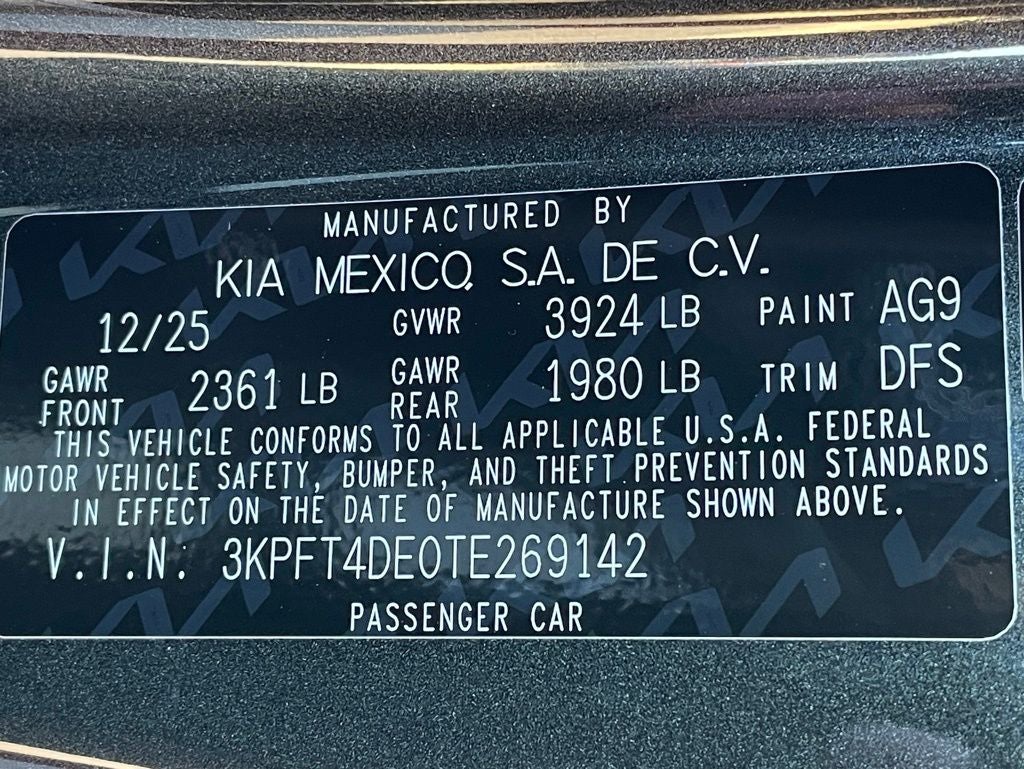 MANUFACTURED BY
KIA MEXICO, S.A. DE C.V.
12/25 GVWR 3924 LB PAINT AG9
GAWR FRONT 2361 LB GAWR REAR 1980 LB TRIM DFS
THIS VEHICLE CONFORMS TO ALL APPLICABLE U.S.A. FEDERAL
MOTOR VEHICLE SAFETY, BUMPER, AND THEFT PREVENTION STANDARDS
IN EFFECT ON THE DATE OF MANUFACTURE SHOWN ABOVE.
V.I.N: 3KPFT4DE0TE269142
PASSENGER CAR